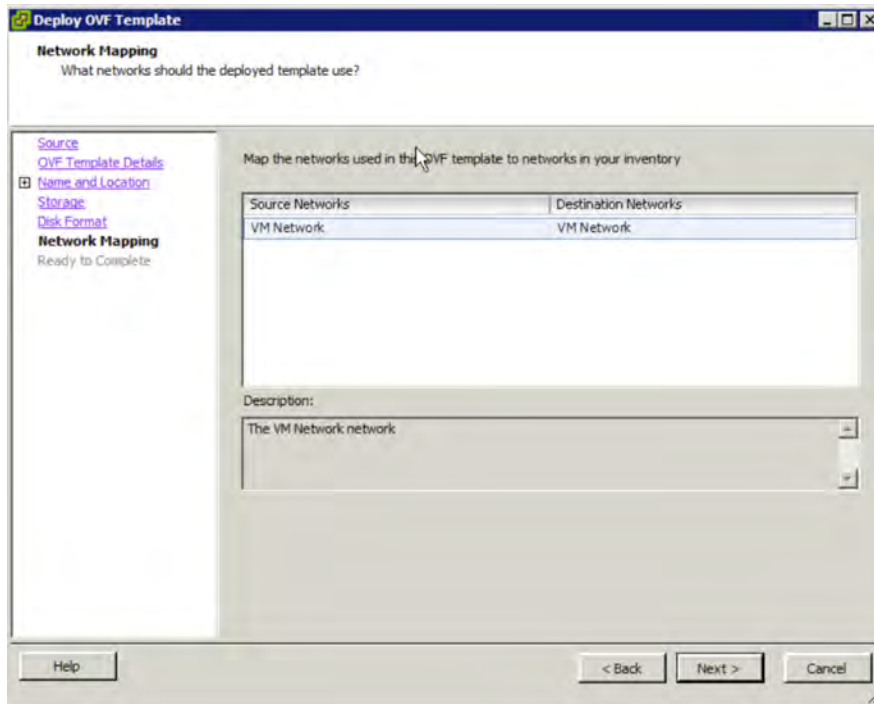 Deploy OVF Template
Network Mapping
What networks should the deployed template use?
Source
OVF Template Details
Name and Location
Storage
Disk Format
Network Mapping
Ready to Complete
Map the networks used in this OVF template to networks in your inventory
Source Networks Destination Networks
VM Network VM Network
Description:
The VM Network network
Help < Back Next > Cancel